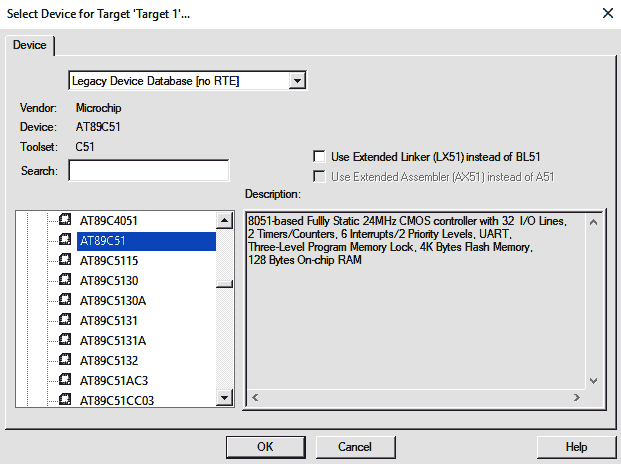 Select Device for Target 'Target 1'...
Device
Legacy Device Database [no RTE]
Vendor: Microchip
Device: AT89C51
Toolset: C51
Search:
Use Extended Linker (LX51) instead of BL51
Use Extended Assembler (AX51) instead of A51
Description:
AT89C4051
AT89C51
AT89C5115
AT89C5130
AT89C5130A
AT89C5131
AT89C5131A
AT89C5132
AT89C51AC3
AT89C51CC03
8051-based Fullly Static 24MHz CMOS controller with 32 I/O Lines,
2 Timers/Counters, 6 Interrupts/2 Priority Levels, UART,
Three-Level Program Memory Lock, 4K Bytes Flash Memory,
128 Bytes On-chip RAM
OK
Cancel
Help